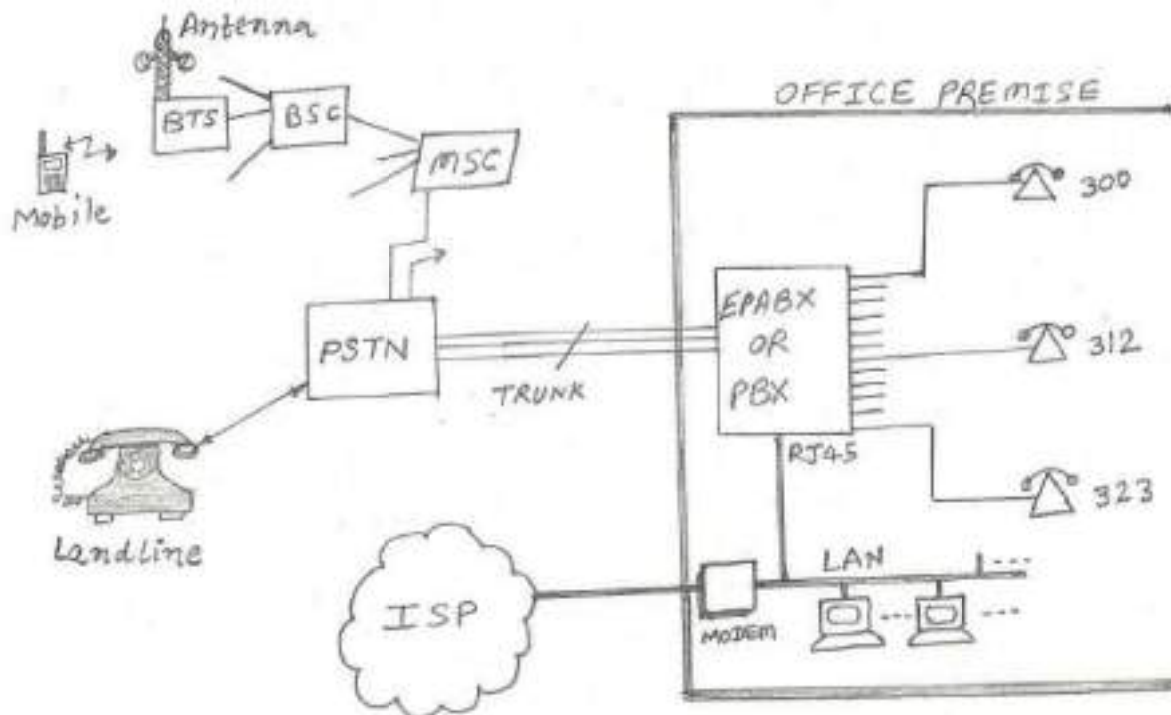 Antenna
BTS
BSC
MSC
Mobile
OFFICE PREMISE
300
EPABX
OR
PBX
312
PSTN
TRUNK
RJ45
323
Landline
LAN
ISP
MODEM